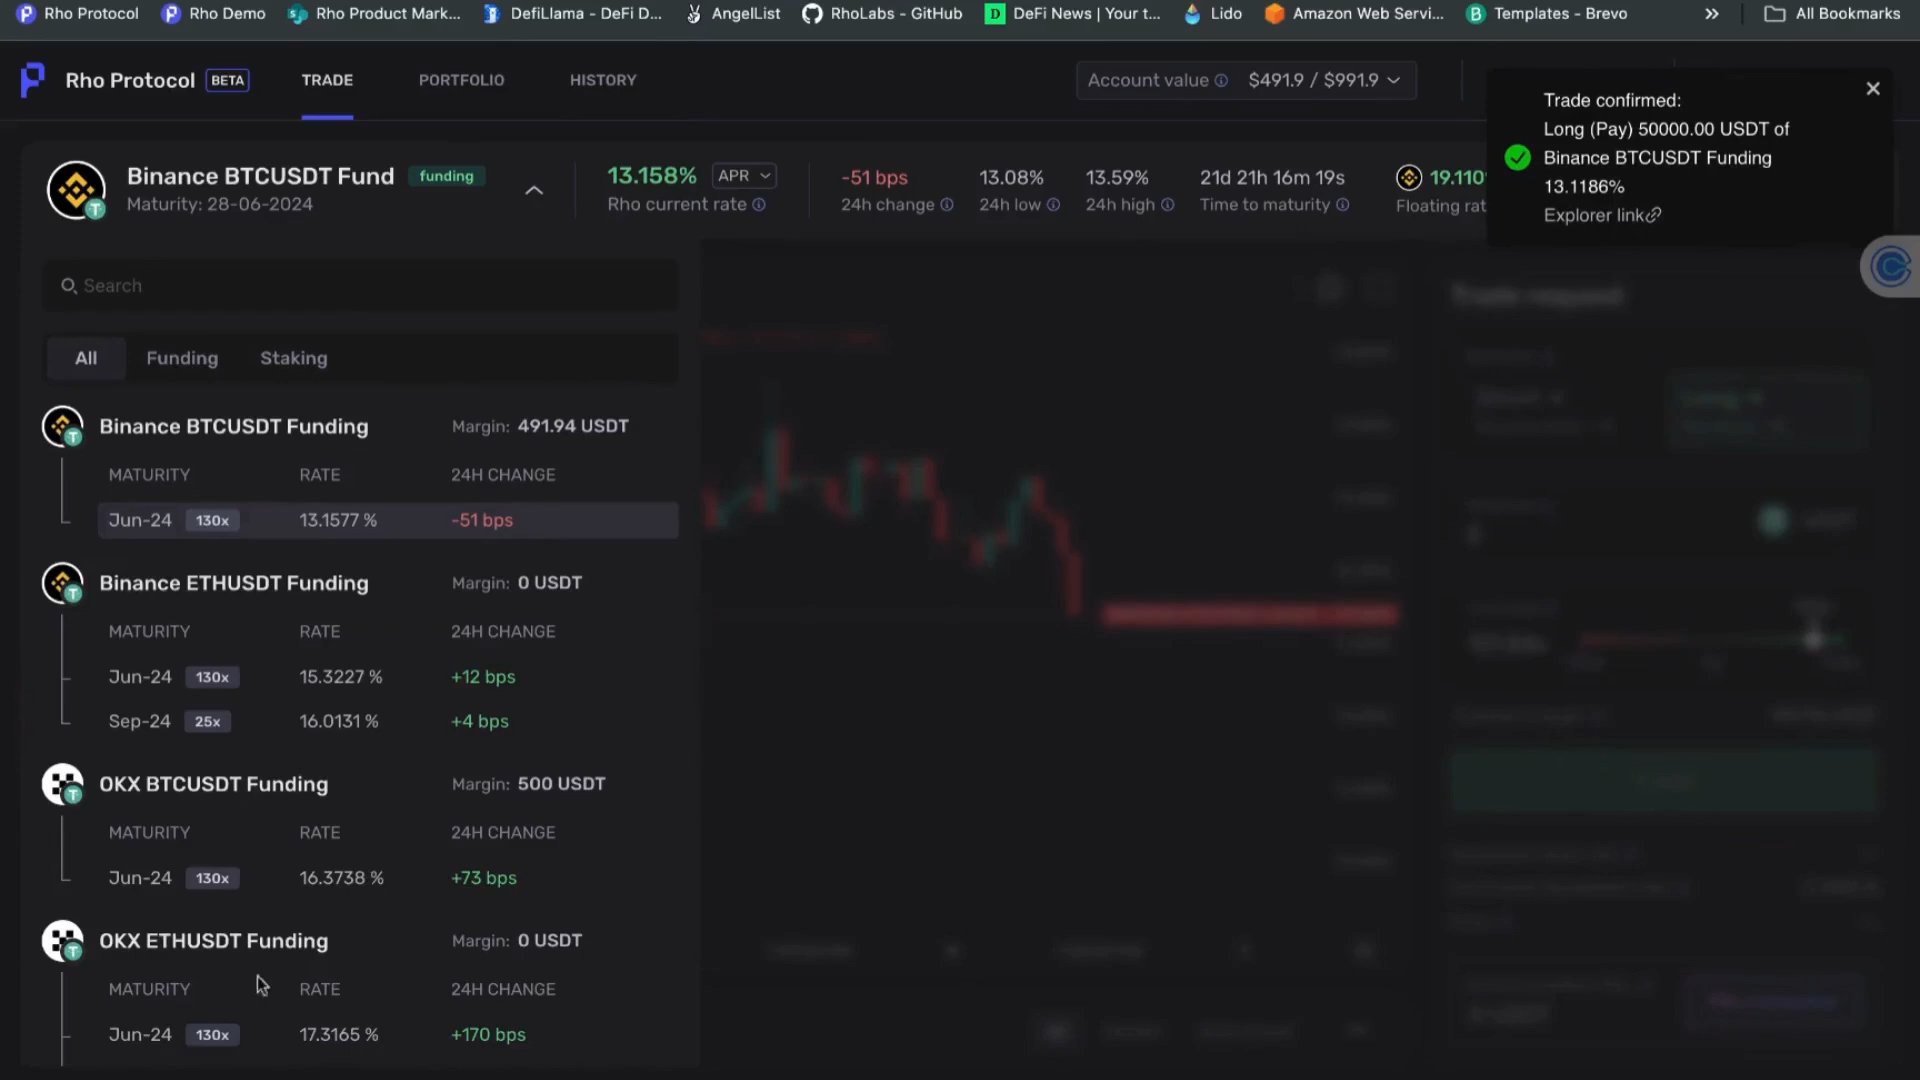 Rho Protocol Rho Demo Rho Product Mark... DefiLlama - DeFi D... AngelList RhoLabs - GitHub D DeFi News | Your t... Lido Amazon Web Servi... B Templates - Brevo » All Bookmarks
Rho Protocol BETA TRADE PORTFOLIO HISTORY Account value $491.9 / $991.9
Trade confirmed:
Long (Pay) 50000.00 USDT of
Binance BTCUSDT Funding
13.1186%
Explorer link
Binance BTCUSDT Fund funding 13.158% APR -51 bps 13.08% 13.59% 21d 21h 16m 19s 19.110
Maturity: 28-06-2024 Rho current rate 24h change 24h low 24h high Time to maturity Floating rat
Search
All Funding Staking
Binance BTCUSDT Funding Margin: 491.94 USDT
MATURITY RATE 24H CHANGE
Jun-24 130x 13.1577 % -51 bps
Binance ETHUSDT Funding Margin: 0 USDT
MATURITY RATE 24H CHANGE
Jun-24 130x 15.3227 % +12 bps
Sep-24 25x 16.0131 % +4 bps
OKX BTCUSDT Funding Margin: 500 USDT
MATURITY RATE 24H CHANGE
Jun-24 130x 16.3738 % +73 bps
OKX ETHUSDT Funding Margin: 0 USDT
MATURITY RATE 24H CHANGE
Jun-24 130x 17.3165 % +170 bps